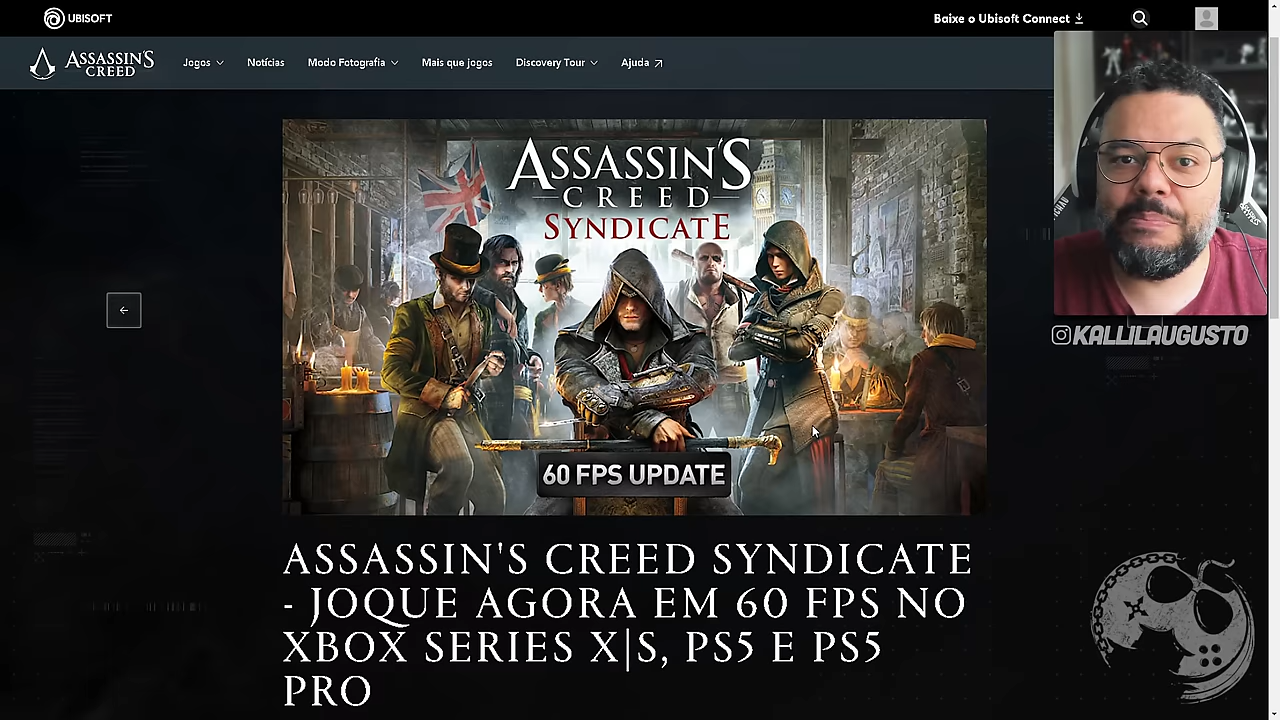 UBISOFT
Baixe o Ubisoft Connect
ASSASSIN'S CREED
Jogos
Notícias
Modo Fotografia
Mais que jogos
Discovery Tour
Ajuda
ASSASSIN'S
CREED
SYNDICATE
60 FPS UPDATE
KALLILAUGUSTO
ASSASSIN'S CREED SYNDICATE
- JOQUE AGORA EM 60 FPS NO
XBOX SERIES X|S, PS5 E PS5
PRO